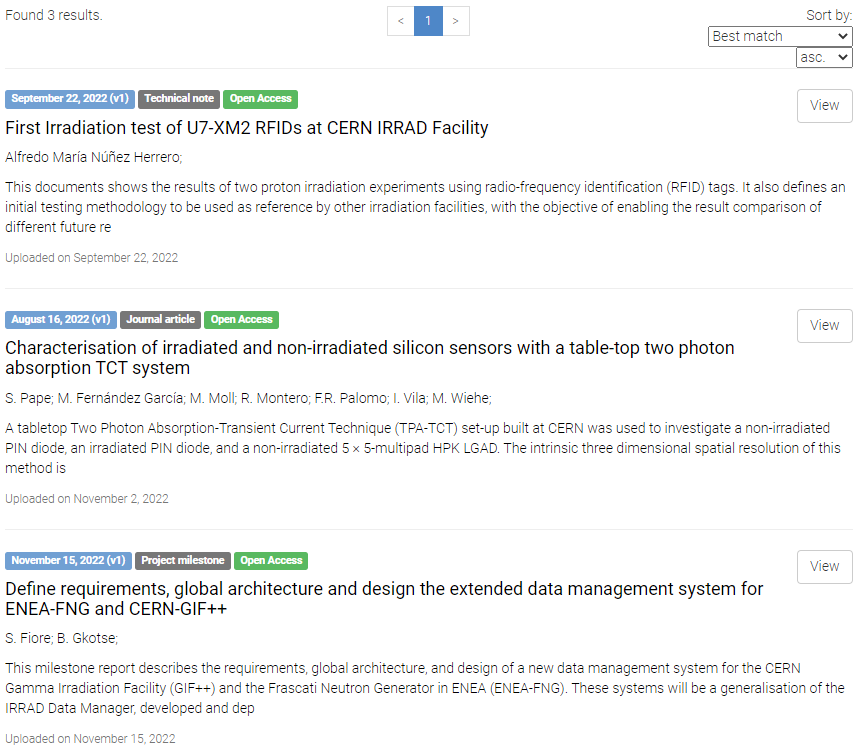 Found 3 results.
< 1 >
Sort by:
Best match
asc.
September 22, 2022 (v1) Technical note Open Access
View
First Irradiation test of U7-XM2 RFIDs at CERN IRRAD Facility
Alfredo María Núñez Herrero;
This documents shows the results of two proton irradiation experiments using radio-frequency identification (RFID) tags. It also defines an
initial testing methodology to be used as reference by other irradiation facilities, with the objective of enabling the result comparison of
different future re
Uploaded on September 22, 2022
August 16, 2022 (v1) Journal article Open Access
View
Characterisation of irradiated and non-irradiated silicon sensors with a table-top two photon
absorption TCT system
S. Pape; M. Fernández García; M. Moll; R. Montero; F.R. Palomo; I. Vila; M. Wiehe;
A tabletop Two Photon Absorption-Transient Current Technique (TPA-TCT) set-up built at CERN was used to investigate a non-irradiated
PIN diode, an irradiated PIN diode, and a non-irradiated 5 × 5-multipad HPK LGAD. The intrinsic three dimensional spatial resolution of this
method is
Uploaded on November 2, 2022
November 15, 2022 (v1) Project milestone Open Access
View
Define requirements, global architecture and design the extended data management system for
ENEA-FNG and CERN-GIF++
S. Fiore; B. Gkotse;
This milestone report describes the requirements, global architecture, and design of a new data management system for the CERN
Gamma Irradiation Facility (GIF++) and the Frascati Neutron Generator in ENEA (ENEA-FNG). These systems will be a generalisation of the
IRRAD Data Manager, developed and dep
Uploaded on November 15, 2022